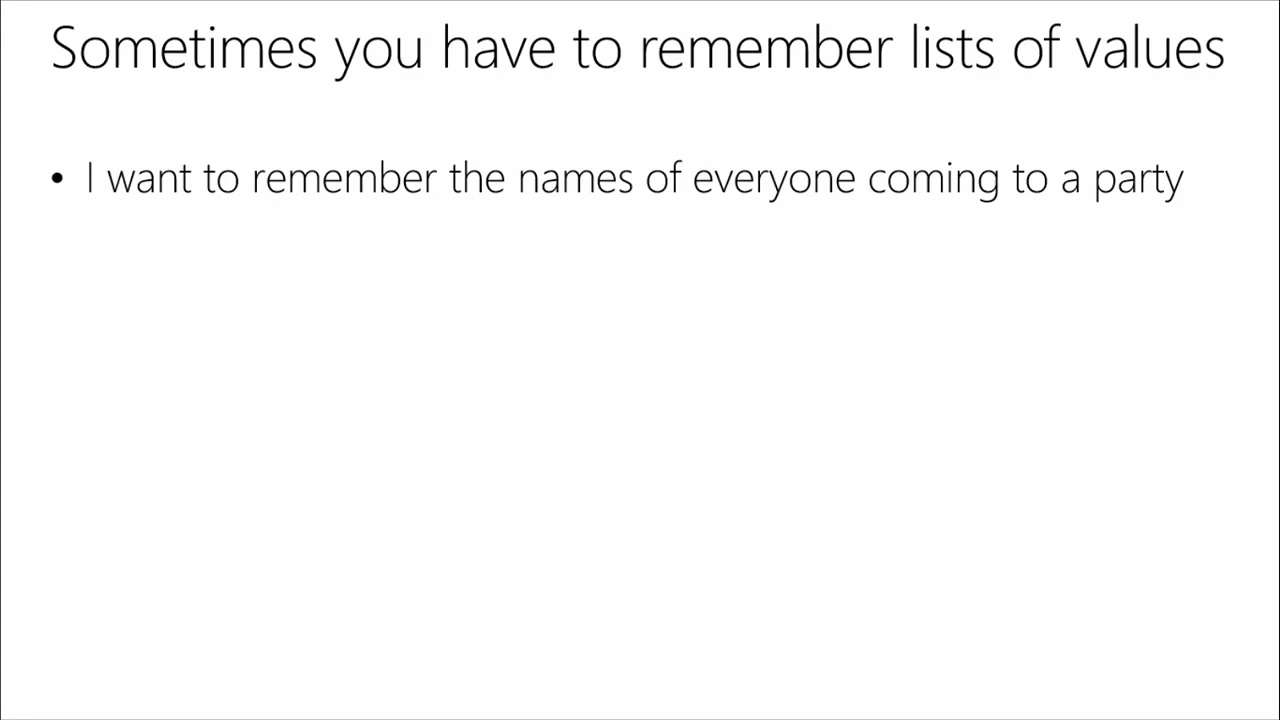 Sometimes you have to remember lists of values
• I want to remember the names of everyone coming to a party